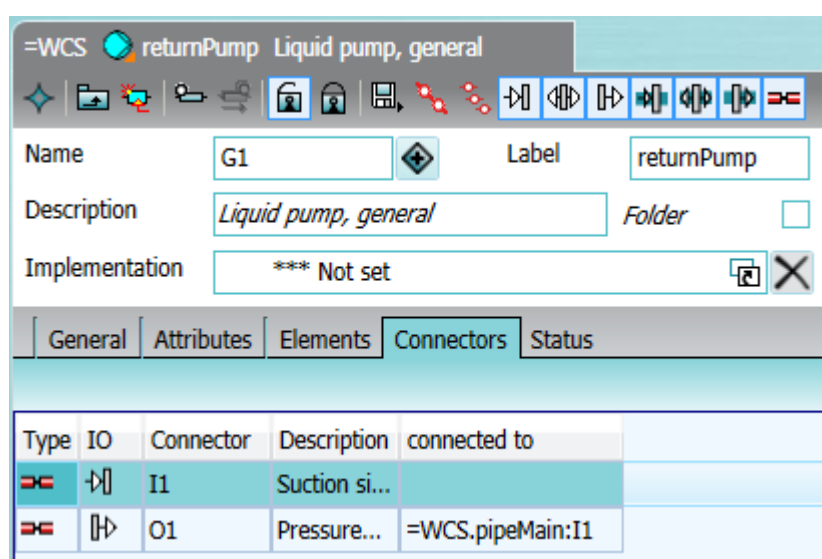 =WCS returnPump Liquid pump, general
Name G1 Label returnPump
Description Liquid pump, general Folder
Implementation *** Not set
General Attributes Elements Connectors Status
Type IO Connector Description connected to
I1 Suction si...
O1 Pressure... =WCS.pipeMain:I1